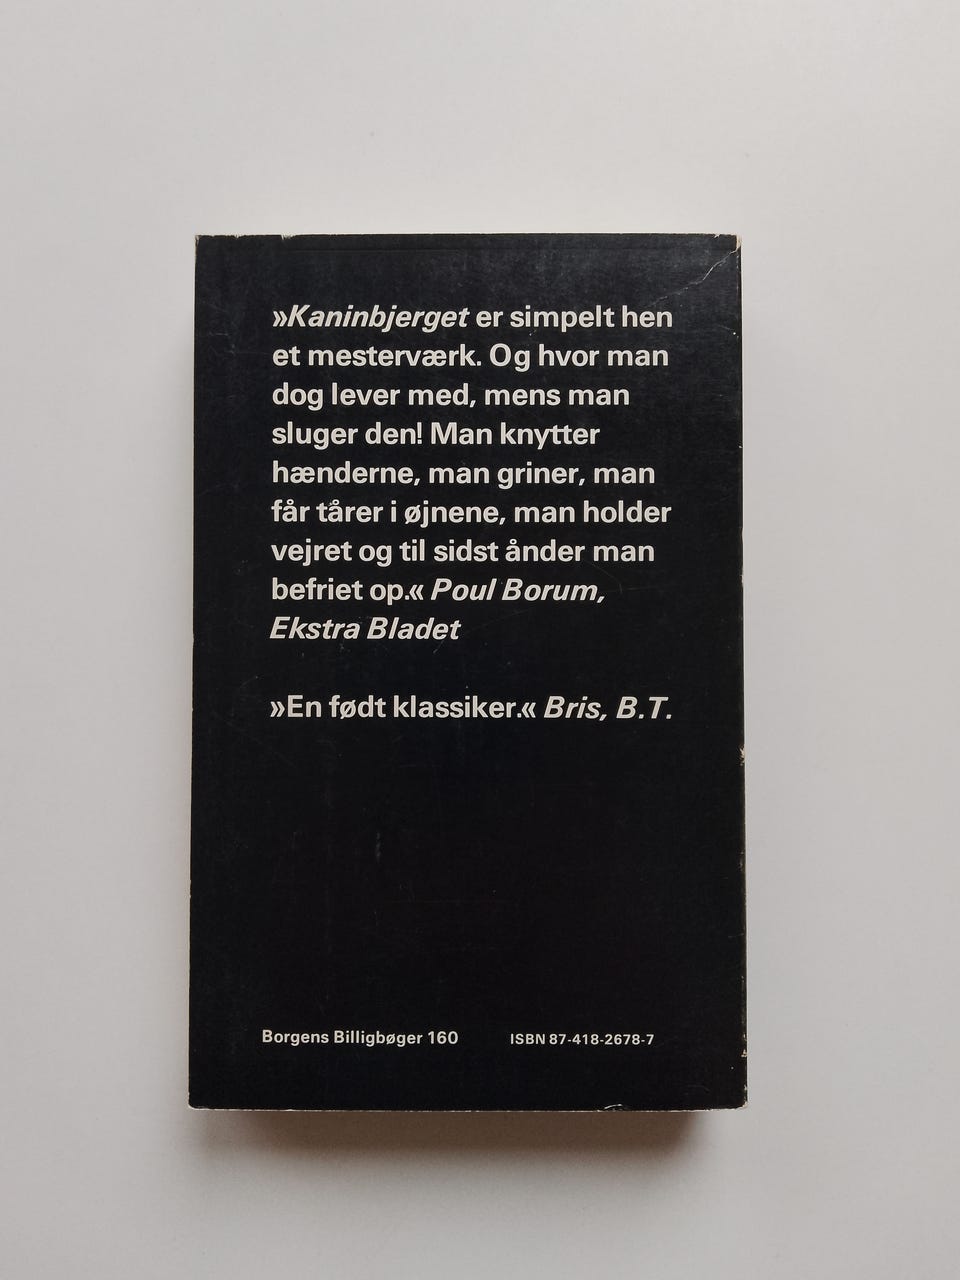 »Kaninbjerget er simpelt hen
et mesterværk. Og hvor man
dog lever med, mens man
sluger den! Man knytter
hænderne, man griner, man
får tårer i øjnene, man holder
vejret og til sidst ånder man
befriet op.« Poul Borum,
Ekstra Bladet
»En født klassiker.« Bris, B.T.
Borgens Billigbøger 160 ISBN 87-418-2678-7